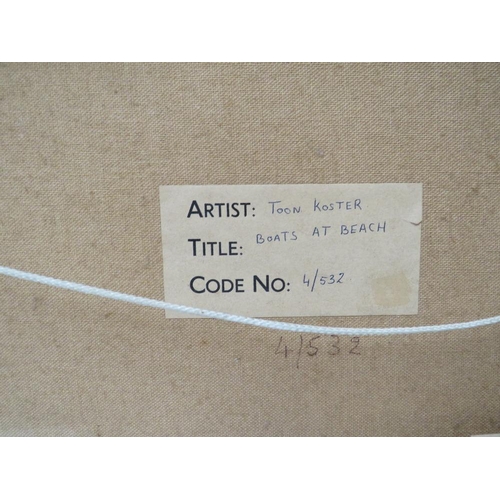 ARTIST: TOON KOSTER
TITLE: BOATS AT BEACH
CODE NO: 4/532
4/532